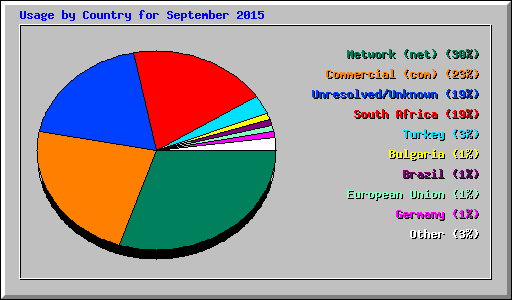 Usage by Country for September 2015
Network (net) (30%)
Commercial (com) (23%)
Unresolved/Unknown (19%)
South Africa (19%)
Turkey (3%)
Bulgaria (1%)
Brazil (1%)
European Union (1%)
Germany (1%)
Other (3%)